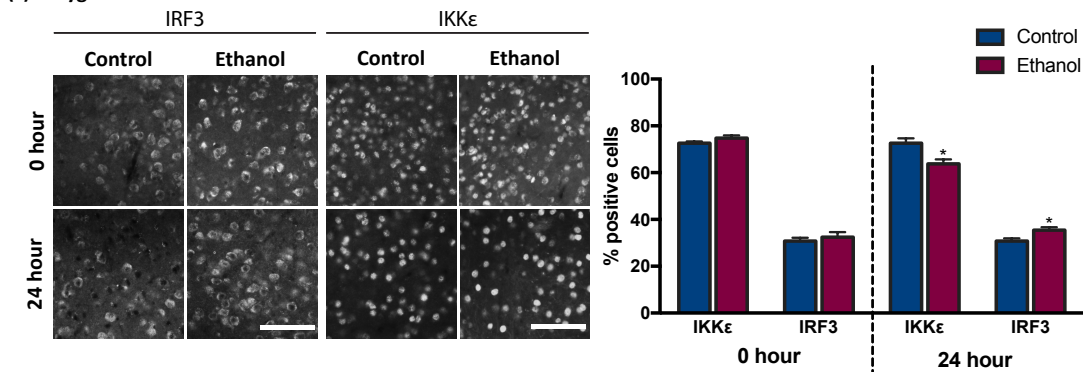 IRF3 IKKε
Control Ethanol Control Ethanol
0 hour
24 hour
Control
Ethanol
% positive cells
100
80
60
40
20
0
* *
IKKε IRF3 IKKε IRF3
0 hour 24 hour